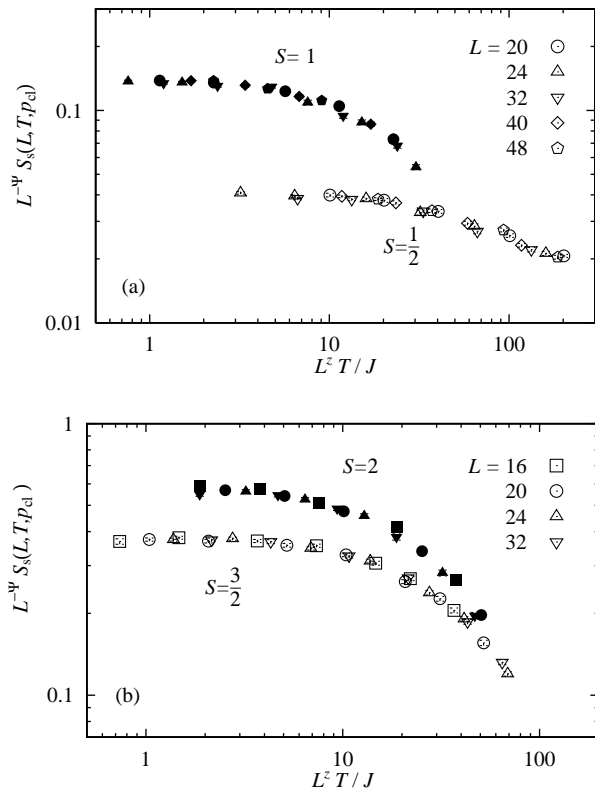 (a)
L^{-Ψ} S_s(L,T,p_cl)
0.1
0.01
S= 1
S=1/2
L = 20
24
32
40
48
1
10
100
L^z T / J
(b)
L^{-Ψ} S_s(L,T,p_cl)
1
0.1
S=2
S=3/2
L = 16
20
24
32
1
10
100
L^z T / J